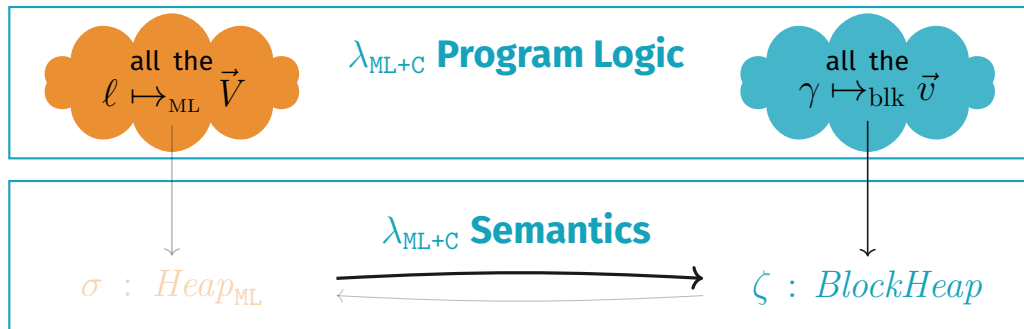 all the
ℓ ↦ML V⃗
λML+C Program Logic
all the
γ ↦blk v⃗
λML+C Semantics
σ : HeapML
ζ : BlockHeap